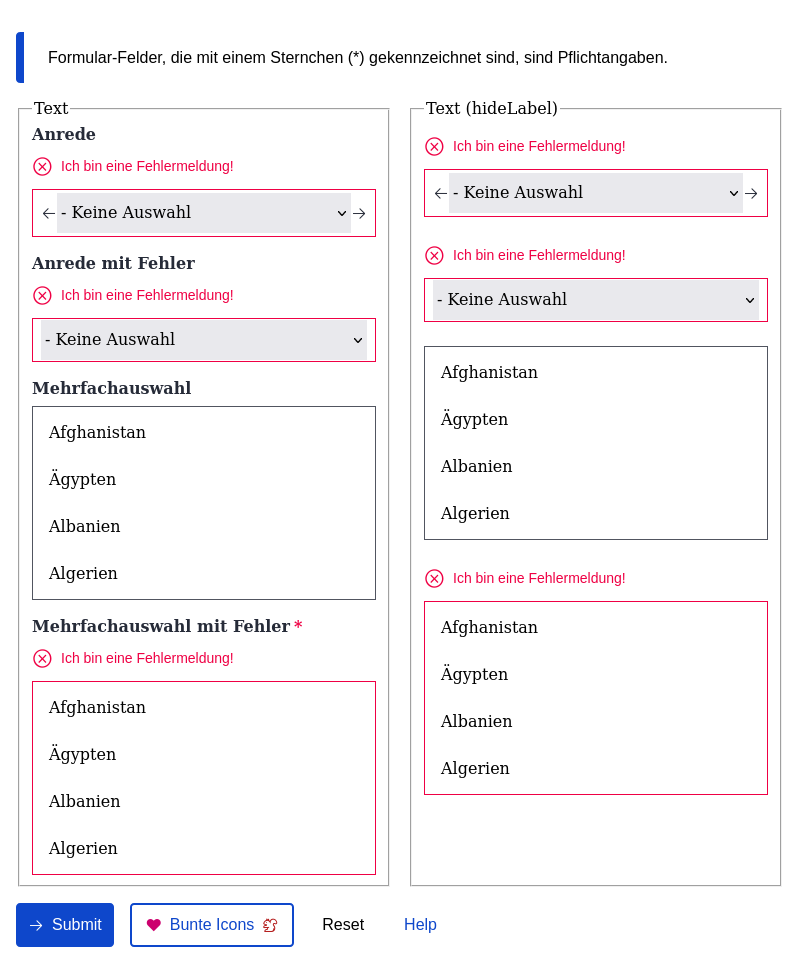 Formular-Felder, die mit einem Sternchen (*) gekennzeichnet sind, sind Pflichtangaben.
Text
Anrede
Ich bin eine Fehlermeldung!
- Keine Auswahl
Anrede mit Fehler
Ich bin eine Fehlermeldung!
- Keine Auswahl
Mehrfachauswahl
Afghanistan
Ägypten
Albanien
Algerien
Mehrfachauswahl mit Fehler *
Ich bin eine Fehlermeldung!
Afghanistan
Ägypten
Albanien
Algerien
Text (hideLabel)
Ich bin eine Fehlermeldung!
- Keine Auswahl
Ich bin eine Fehlermeldung!
- Keine Auswahl
Afghanistan
Ägypten
Albanien
Algerien
Ich bin eine Fehlermeldung!
Afghanistan
Ägypten
Albanien
Algerien
Submit
Bunte Icons
Reset
Help